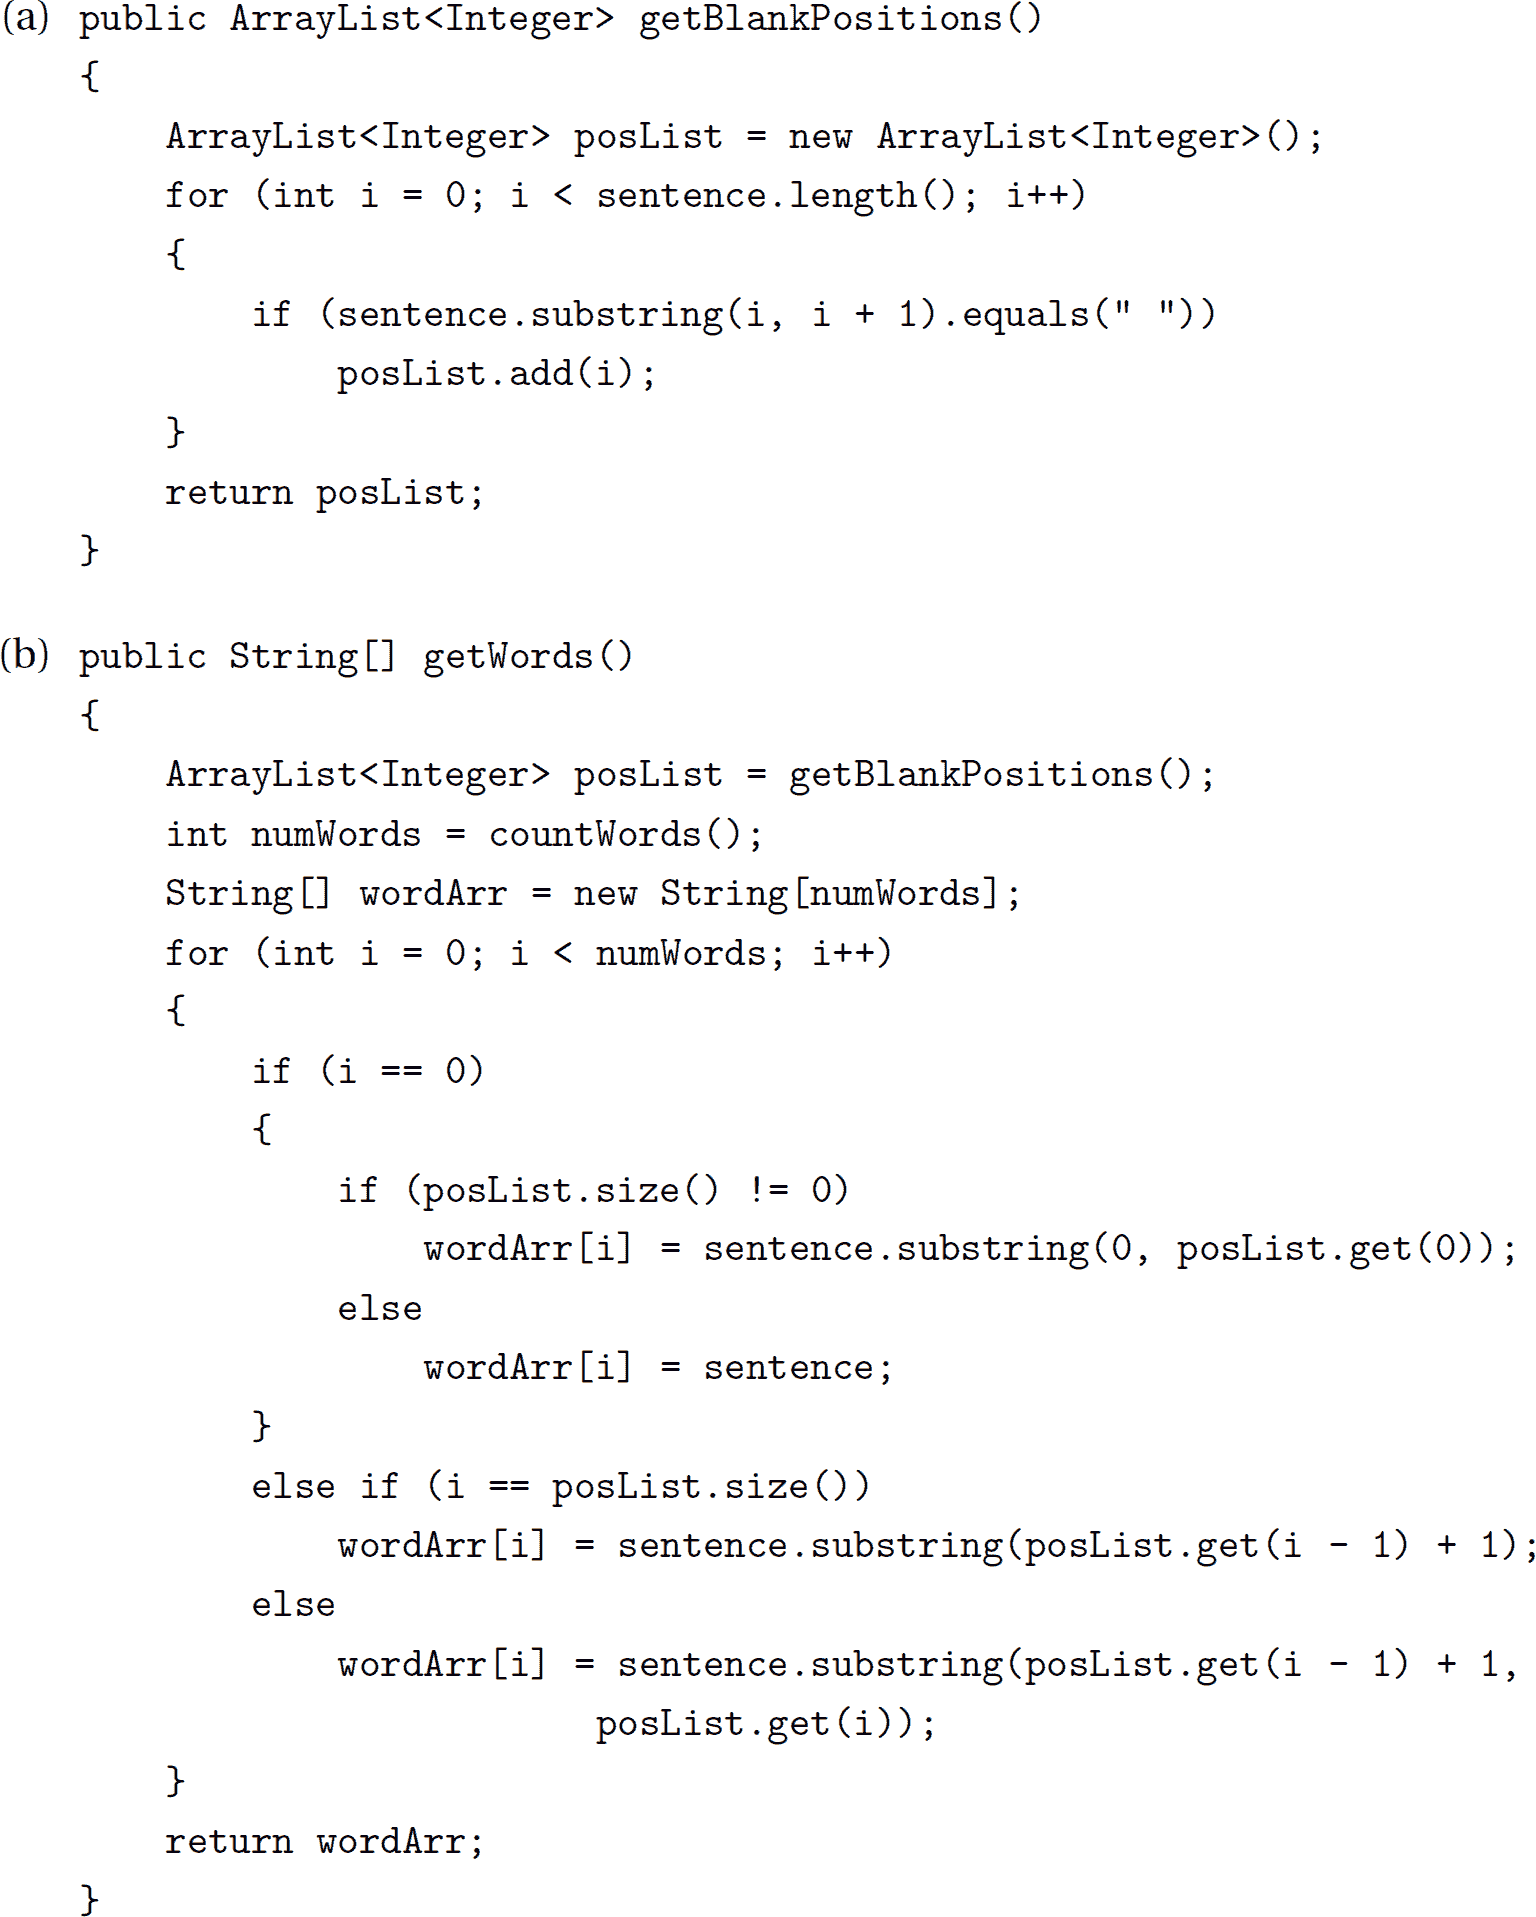 (a) public ArrayList<Integer> getBlankPositions()
{
ArrayList<Integer> posList = new ArrayList<Integer>();
for (int i = 0; i < sentence.length(); i++)
{
if (sentence.substring(i, i + 1).equals(" "))
posList.add(i);
}
return posList;
}
(b) public String[] getWords()
{
ArrayList<Integer> posList = getBlankPositions();
int numWords = countWords();
String[] wordArr = new String[numWords];
for (int i = 0; i < numWords; i++)
{
if (i == 0)
{
if (posList.size() != 0)
wordArr[i] = sentence.substring(0, posList.get(0));
else
wordArr[i] = sentence;
}
else if (i == posList.size())
wordArr[i] = sentence.substring(posList.get(i - 1) + 1);
else
wordArr[i] = sentence.substring(posList.get(i - 1) + 1,
posList.get(i));
}
return wordArr;
}